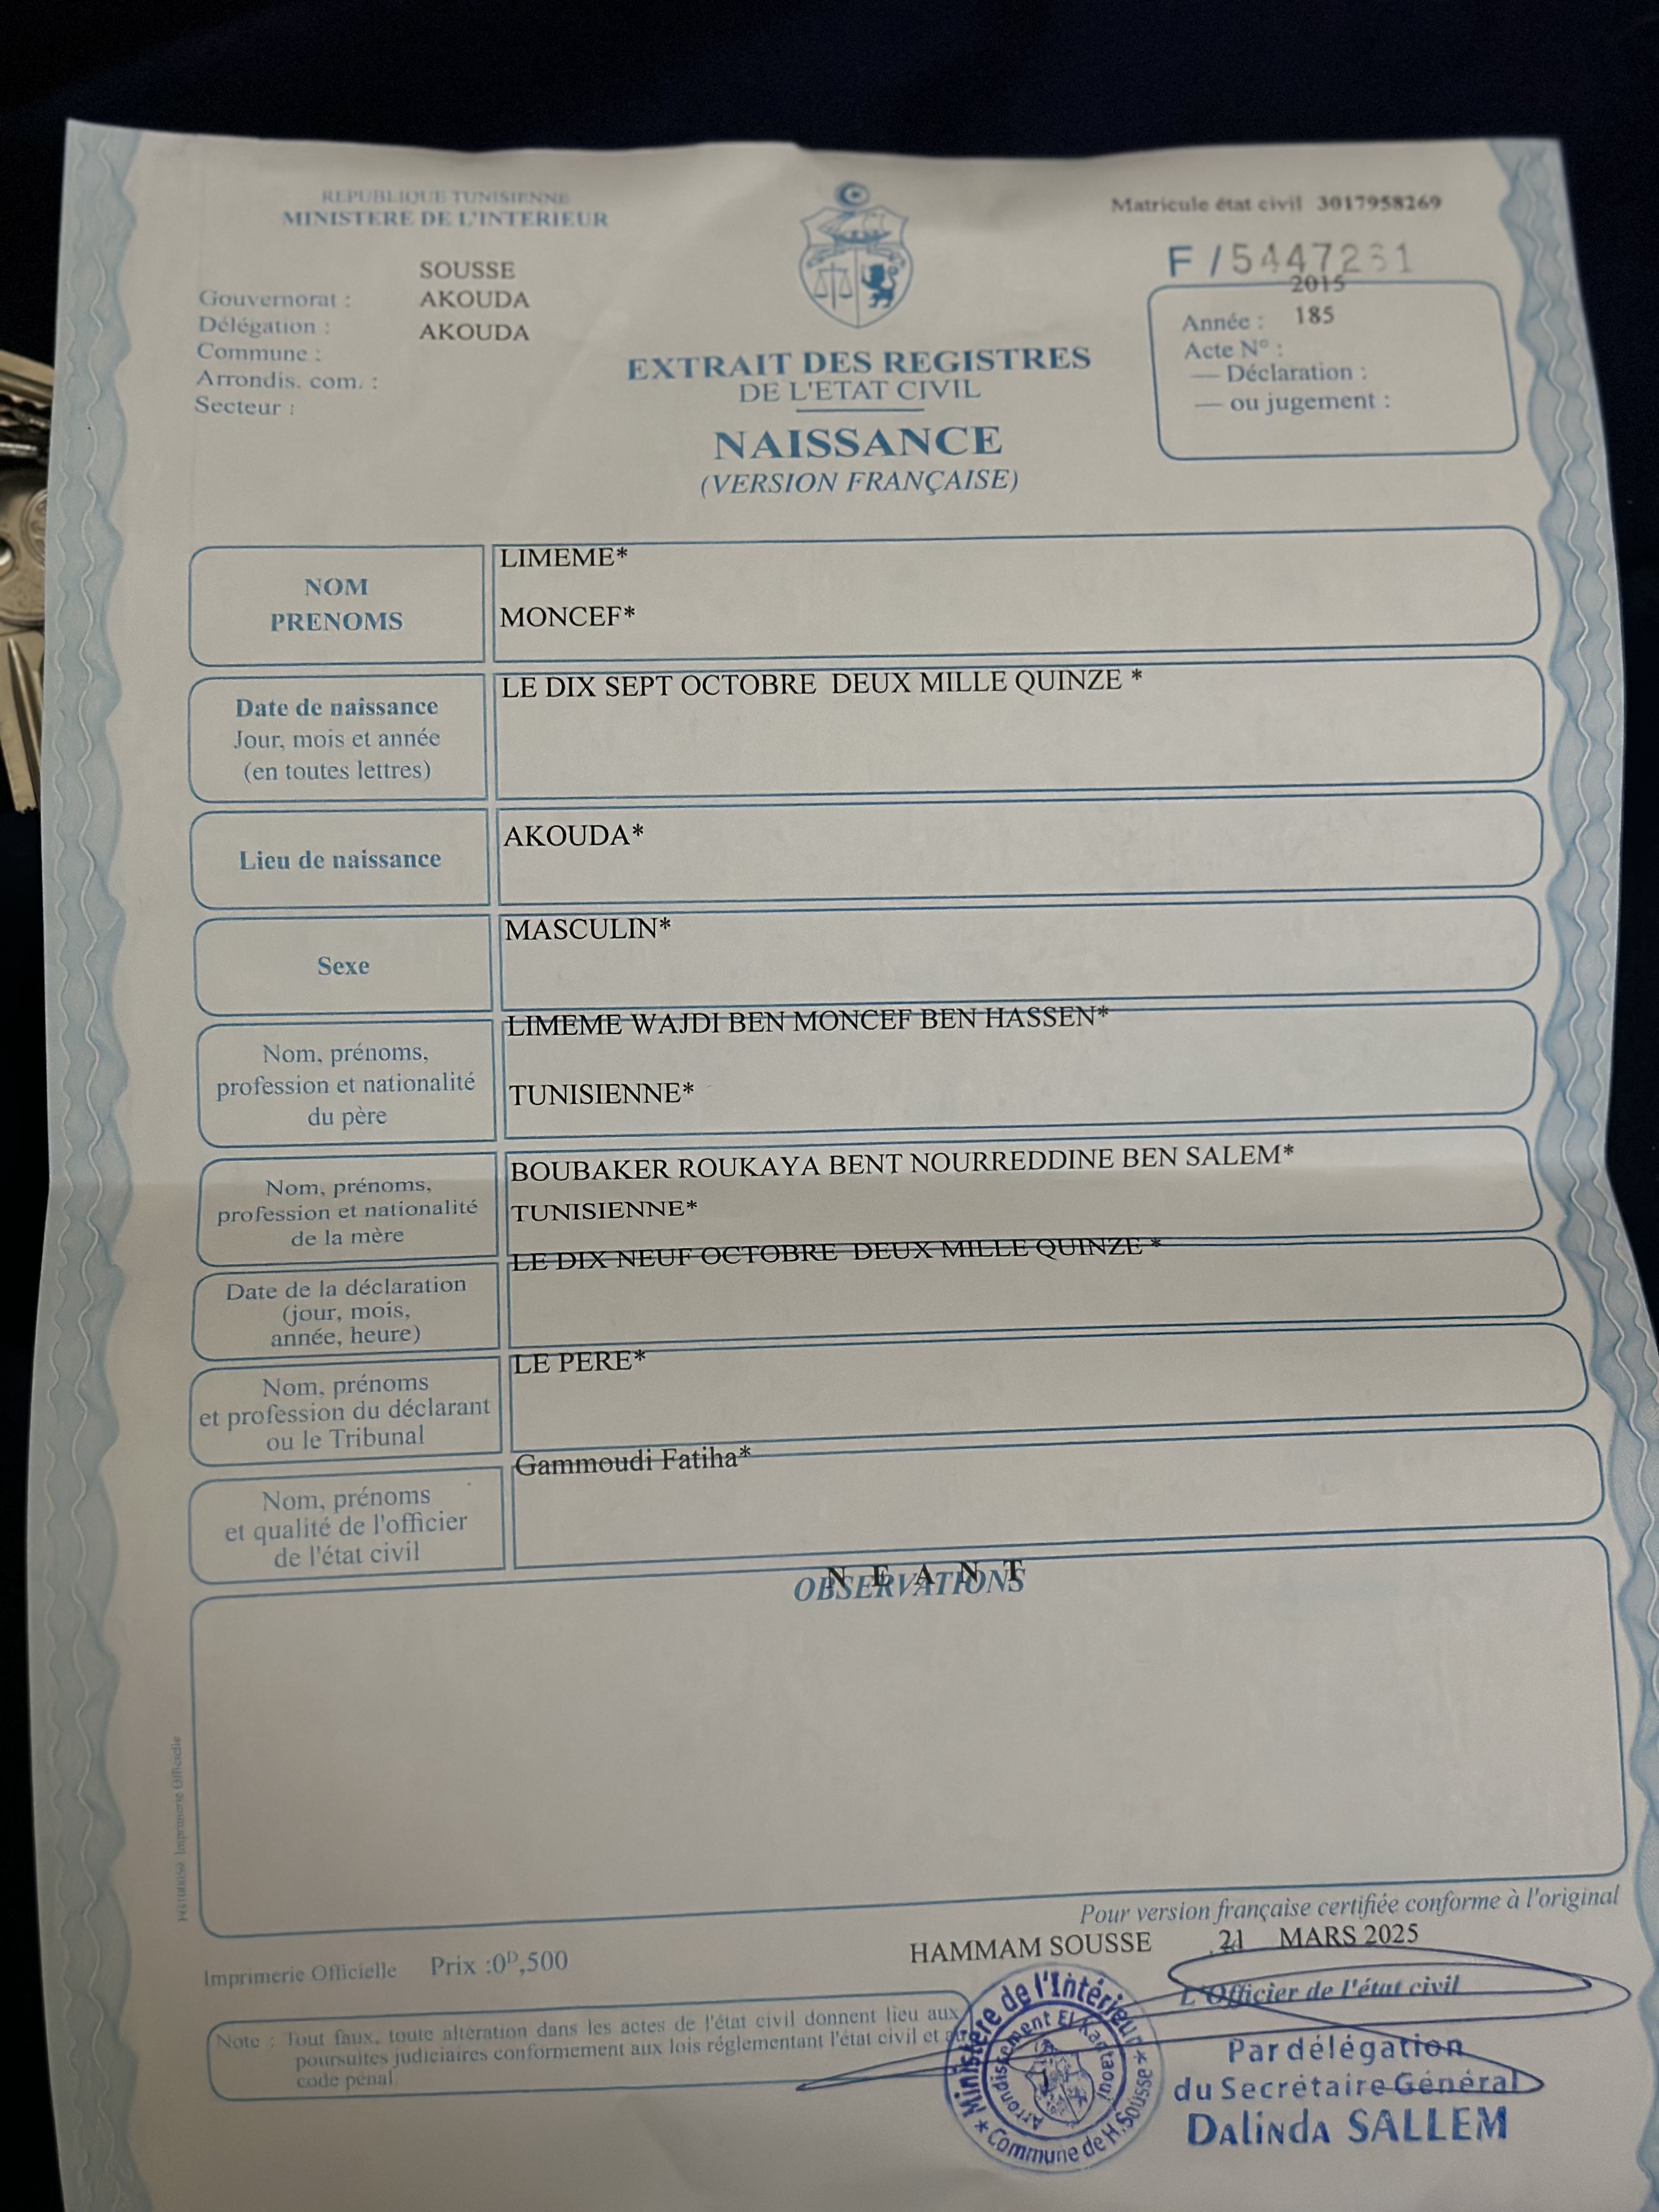 REPUBLIQUE TUNISIENNE
MINISTERE DE L'INTERIEUR
Matricule état civil 3017958269
F / 5447231
SOUSSE
Gouvernorat :
AKOUDA
Délégation :
AKOUDA
Commune :
Arrondis. com. :
Secteur :
2015
Année : 185
Acte N° :
— Déclaration :
— ou jugement :
EXTRAIT DES REGISTRES
DE L'ETAT CIVIL
NAISSANCE
(VERSION FRANÇAISE)
NOM
PRENOMS
LIMEME*
MONCEF*
Date de naissance
Jour, mois et année
(en toutes lettres)
LE DIX SEPT OCTOBRE DEUX MILLE QUINZE *
Lieu de naissance
AKOUDA*
Sexe
MASCULIN*
Nom, prénoms,
profession et nationalité
du père
LIMEME WAJDI BEN MONCEF BEN HASSEN*
TUNISIENNE*
Nom, prénoms,
profession et nationalité
de la mère
BOUBAKER ROUKAYA BENT NOURREDDINE BEN SALEM*
TUNISIENNE*
Date de la déclaration
(jour, mois,
année, heure)
LE DIX NEUF OCTOBRE DEUX MILLE QUINZE *
Nom, prénoms
et profession du déclarant
ou le Tribunal
LE PERE*
Nom, prénoms
et qualité de l'officier
de l'état civil
Gammoudi Fatiha*
N E A N T
OBSERVATIONS
Imprimerie Officielle
Pour version française certifiée conforme à l'original
HAMMAM SOUSSE 21 MARS 2025
Imprimerie Officielle Prix :0ᴰ,500
L'Officier de l'état civil
Note : Tout faux, toute altération dans les actes de l'état civil donnent lieu aux
poursuites judiciaires conformement aux lois réglementant l'état civil et au
code pénal.
Ministère de l'Intérieur
Arrondissement El Kantaoui
Commune de H. Sousse
Par délégation
du Secrétaire Général
Dalinda SALLEM